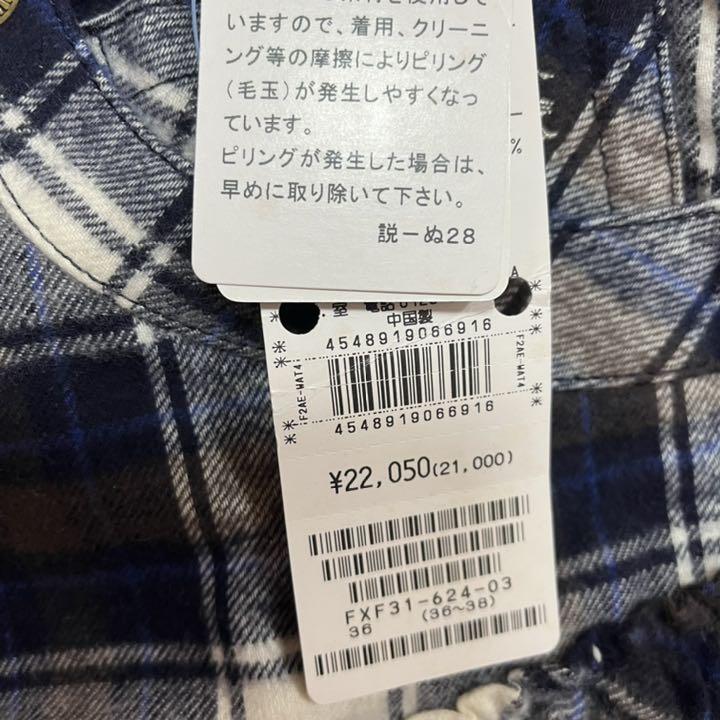 いますので、着用、クリーニ
ング等の摩擦によりピリング
(毛玉)が発生しやすくなっ
ています。
ピリングが発生した場合は、
早めに取り除いて下さい。
説ーぬ28
%
A
中国製
4548919066916
iF2AE-WAT4
iF2AE-WAT4
4548919066916
¥22,050(21,000)
FXF31-624-03
36 (36~38)